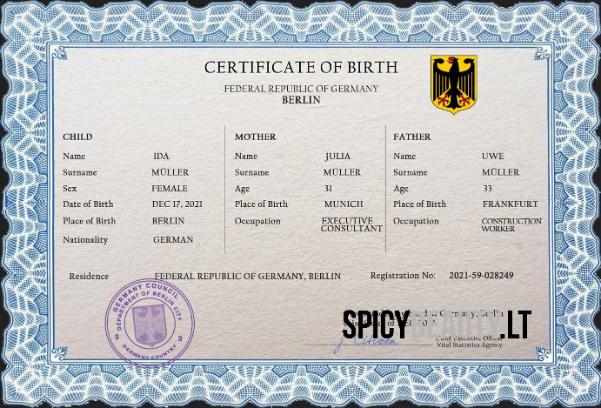 CERTIFICATE OF BIRTH
FEDERAL REPUBLIC OF GERMANY
BERLIN
CHILD
Name IDA
Surname MÜLLER
Sex FEMALE
Date of Birth DEC 17, 2021
Place of Birth BERLIN
Nationality GERMAN
MOTHER
Name JULIA
Surname MÜLLER
Age 31
Place of Birth MUNICH
Occupation EXECUTIVE
CONSULTANT
FATHER
Name UWE
Surname MÜLLER
Age 33
Place of Birth FRANKFURT
Occupation CONSTRUCTION
WORKER
Residence FEDERAL REPUBLIC OF GERMANY, BERLIN
Registration No: 2021-59-028249
GERMANY COUNCIL
DEPARTMENT OF BERLIN CITY
GERMANY COUNTRY
Germany, Berlin
SPICYBEAUTY.LT
Chief Executive Officer
Vital Statistics Agency